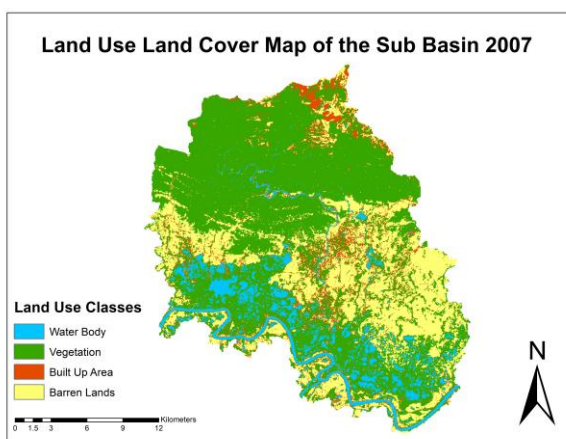 Land Use Land Cover Map of the Sub Basin 2007
Land Use Classes
Water Body
Vegetation
Built Up Area
Barren Lands
N
Kilometers
0 1.5 3 6 9 12